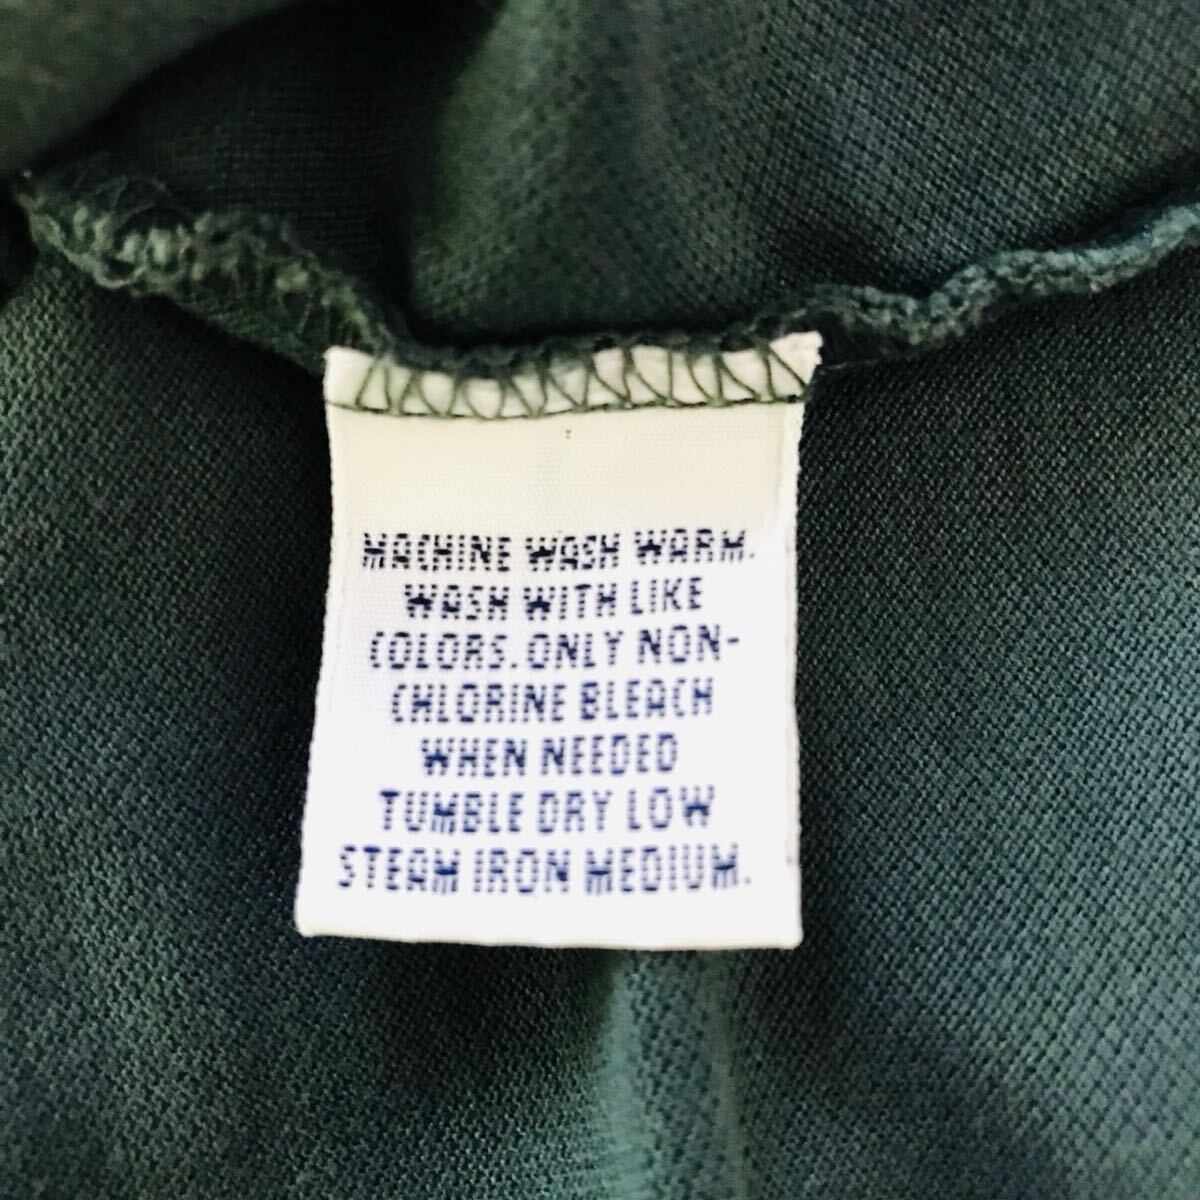 MACHINE WASH WARM.
WASH WITH LIKE
COLORS.ONLY NON-
CHLORINE BLEACH
WHEN NEEDED
TUMBLE DRY LOW
STEAM IRON MEDIUM.